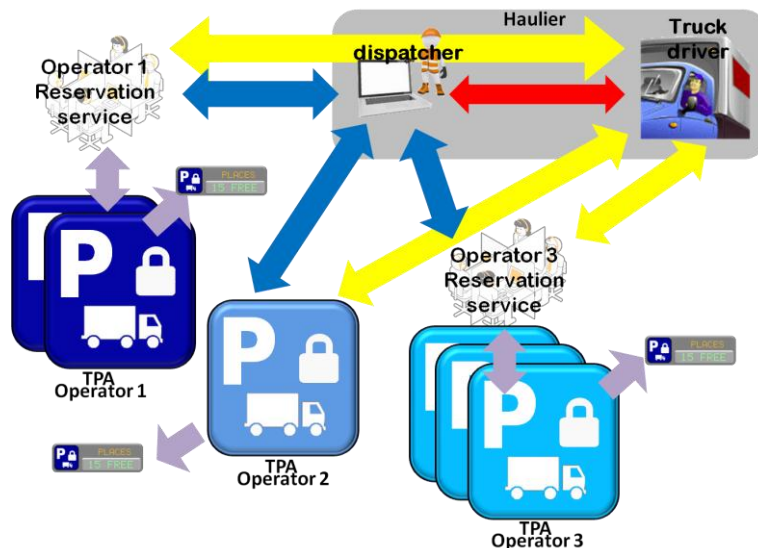 Haulier
Truck
driver
dispatcher
Operator 1
Reservation
service
P
PLACES
15 FREE
P
TPA
Operator 1
Operator 3
Reservation
service
P
PLACES
15 FREE
P
TPA
Operator 2
P
PLACES
15 FREE
P
TPA
Operator 3